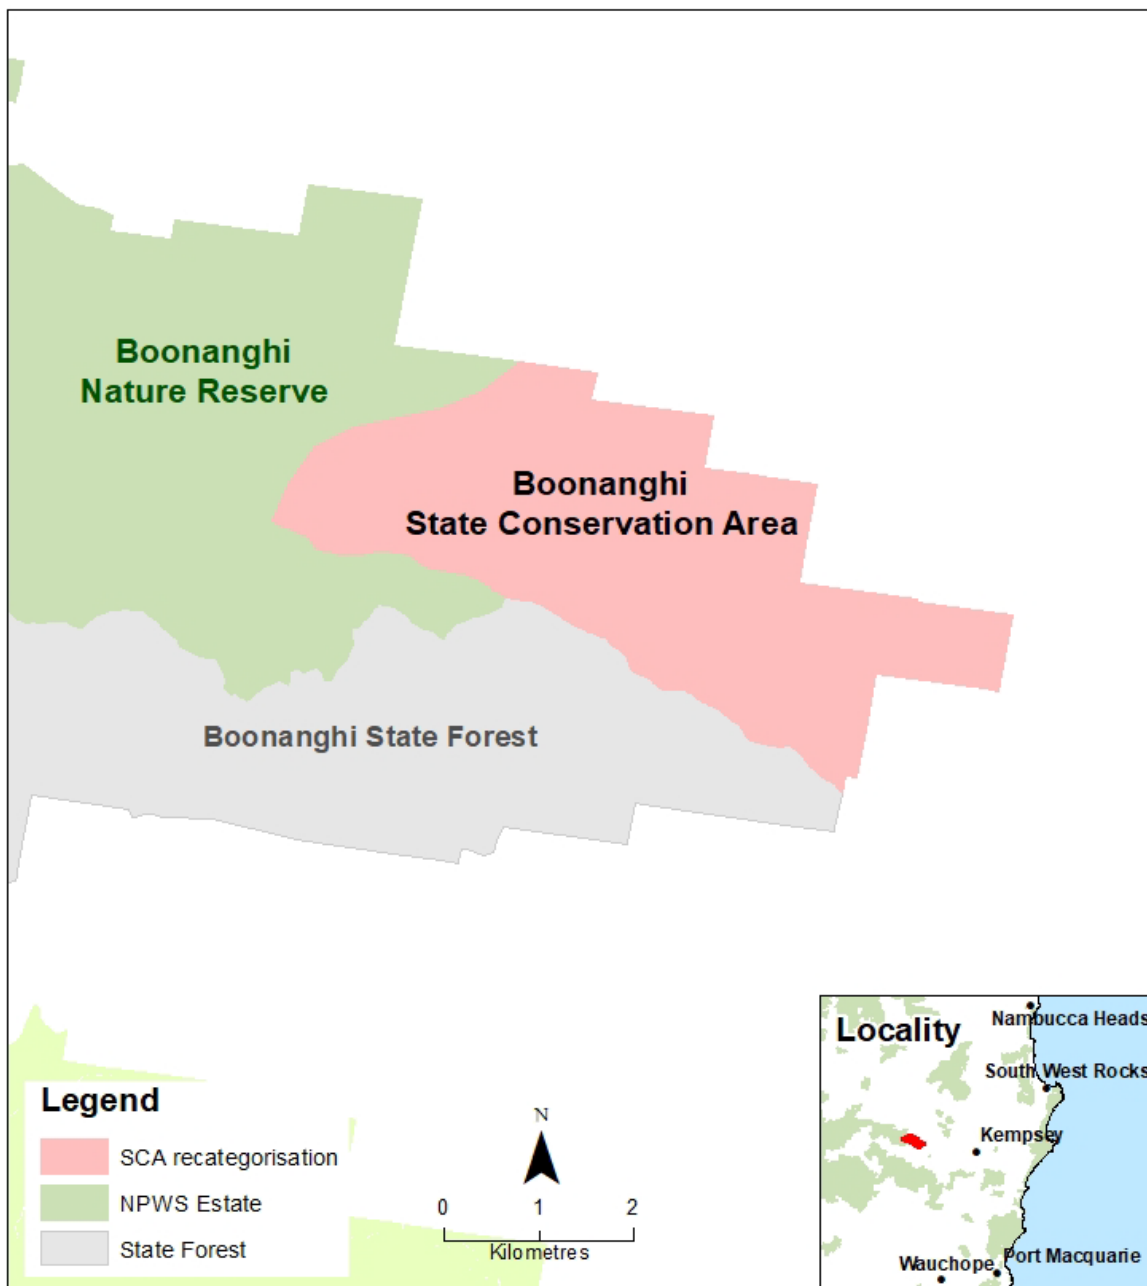 Boonanghi
Nature Reserve
Boonanghi
State Conservation Area
Boonanghi State Forest
Legend
SCA recategorisation
NPWS Estate
State Forest
N
0 1 2
Kilometres
Locality
Nambucca Heads
South West Rocks
Kempsey
Wauchope
Port Macquarie